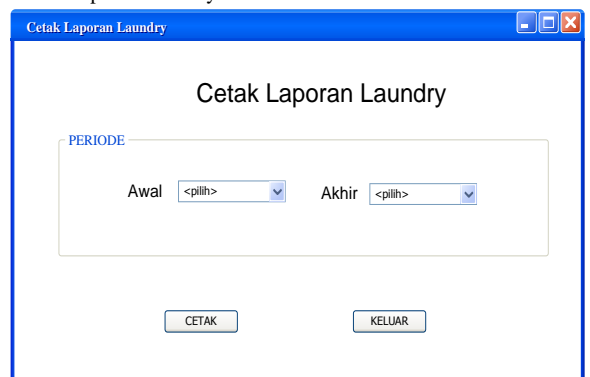 Cetak Laporan Laundry
Cetak Laporan Laundry
PERIODE
Awal <pilih> Akhir <pilih>
CETAK KELUAR